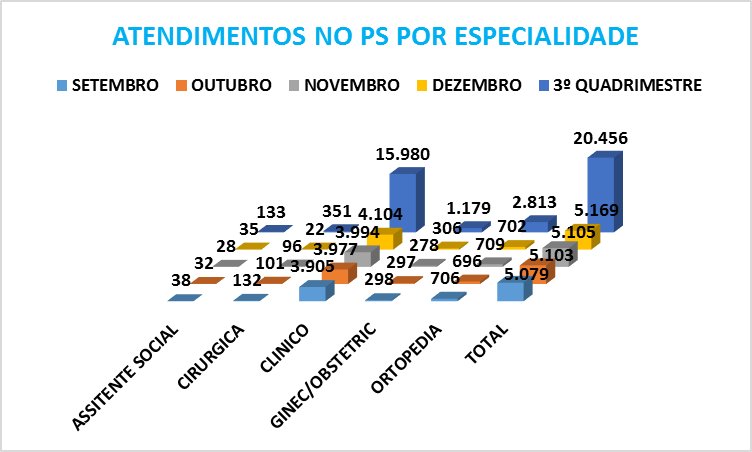 ATENDIMENTOS NO PS POR ESPECIALIDADE
SETEMBRO OUTUBRO NOVEMBRO DEZEMBRO 3º QUADRIMESTRE
20.456
15.980
133 351 1.179 2.813
35 22 4.104 306 702 5.169
28 96 3.994 278 709 5.105
32 101 3.977 297 696 5.103
38 132 3.905 298 706 5.079
ASSITENTE SOCIAL
CIRURGICA
CLINICO
GINEC/OBSTETRIC
ORTOPEDIA
TOTAL